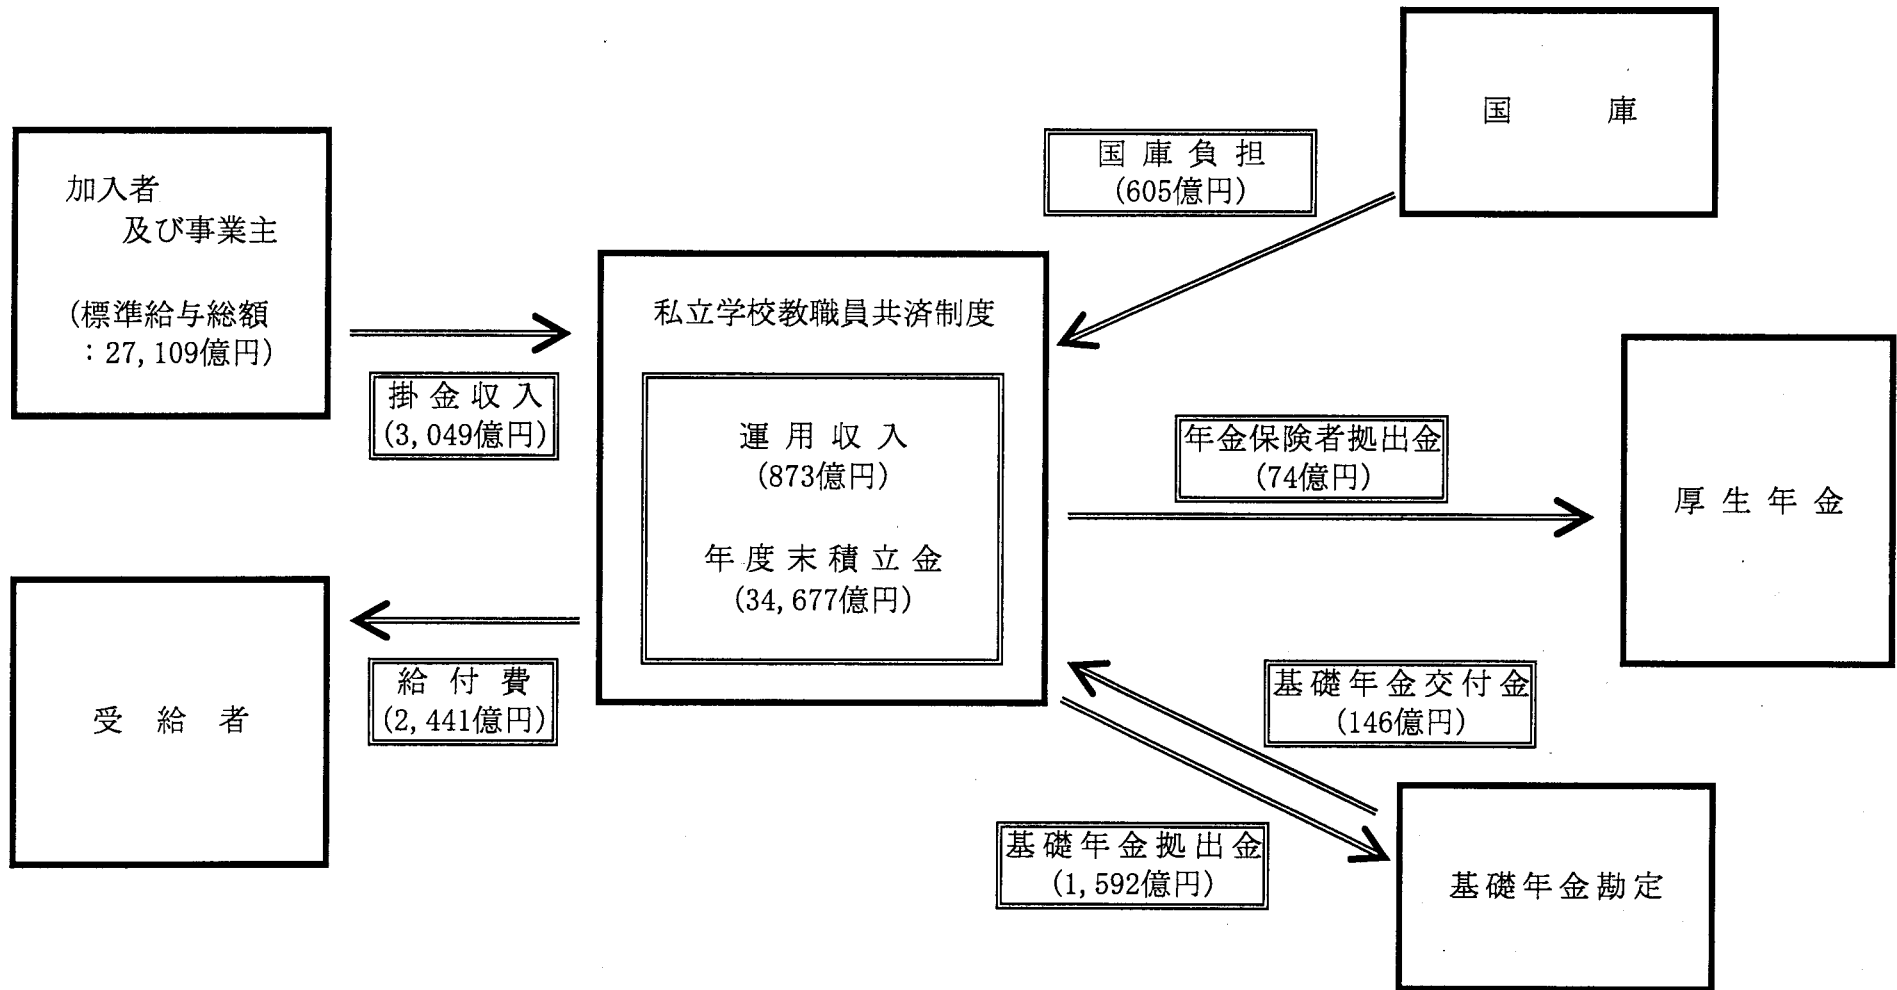 加入者
及び事業主
(標準給与総額
:27,109億円)
掛金収入
(3,049億円)
受給者
給付費
(2,441億円)
私立学校教職員共済制度
運用収入
(873億円)
年度末積立金
(34,677億円)
国庫
国庫負担
(605億円)
年金保険者拠出金
(74億円)
厚生年金
基礎年金交付金
(146億円)
基礎年金拠出金
(1,592億円)
基礎年金勘定